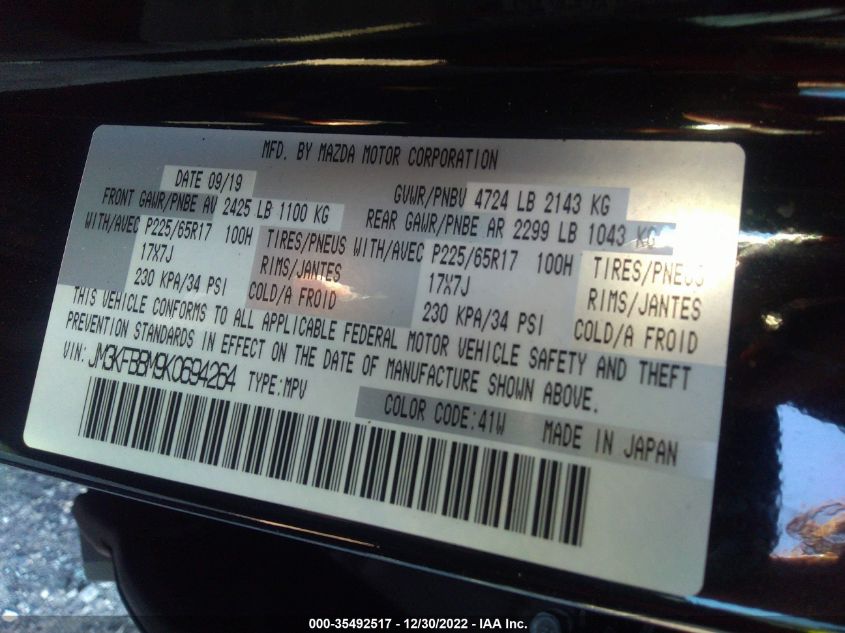 MFD. BY MAZDA MOTOR CORPORATION
DATE 09/19 GVWR/PNBV 4724 LB 2143 KG
FRONT GAWR/PNBE AV 2425 LB 1100 KG REAR GAWR/PNBE AR 2299 LB 1043 KG
WITH/AVEC P225/65R17 100H TIRES/PNEUS WITH/AVEC P225/65R17 100H TIRES/PNEUS
17X7J RIMS/JANTES 17X7J RIMS/JANTES
230 KPA/34 PSI COLD/A FROID 230 KPA/34 PSI COLD/A FROID
THIS VEHICLE CONFORMS TO ALL APPLICABLE FEDERAL MOTOR VEHICLE SAFETY AND THEFT
PREVENTION STANDARDS IN EFFECT ON THE DATE OF MANUFACTURE SHOWN ABOVE.
VIN: JM3KFBBM9K0694264 TYPE:MPV
COLOR CODE:41W MADE IN JAPAN
000-35492517 - 12/30/2022 - IAA Inc.